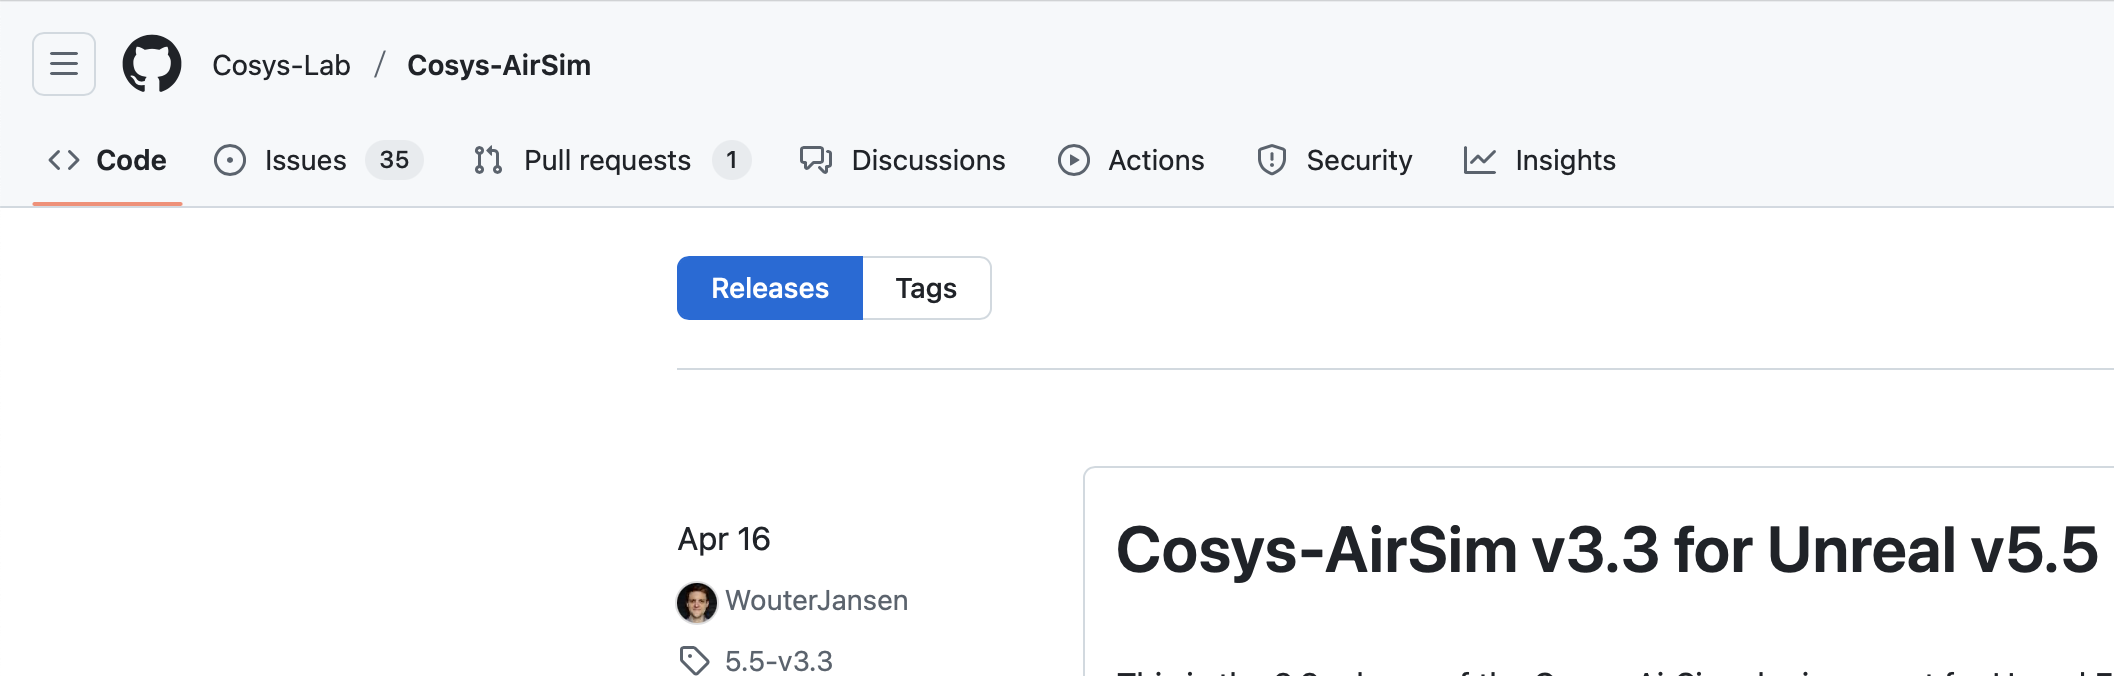 Cosys-Lab / Cosys-AirSim
Code Issues 35 Pull requests 1 Discussions Actions Security Insights
Releases Tags
Apr 16
Cosys-AirSim v3.3 for Unreal v5.5
WouterJansen
5.5-v3.3